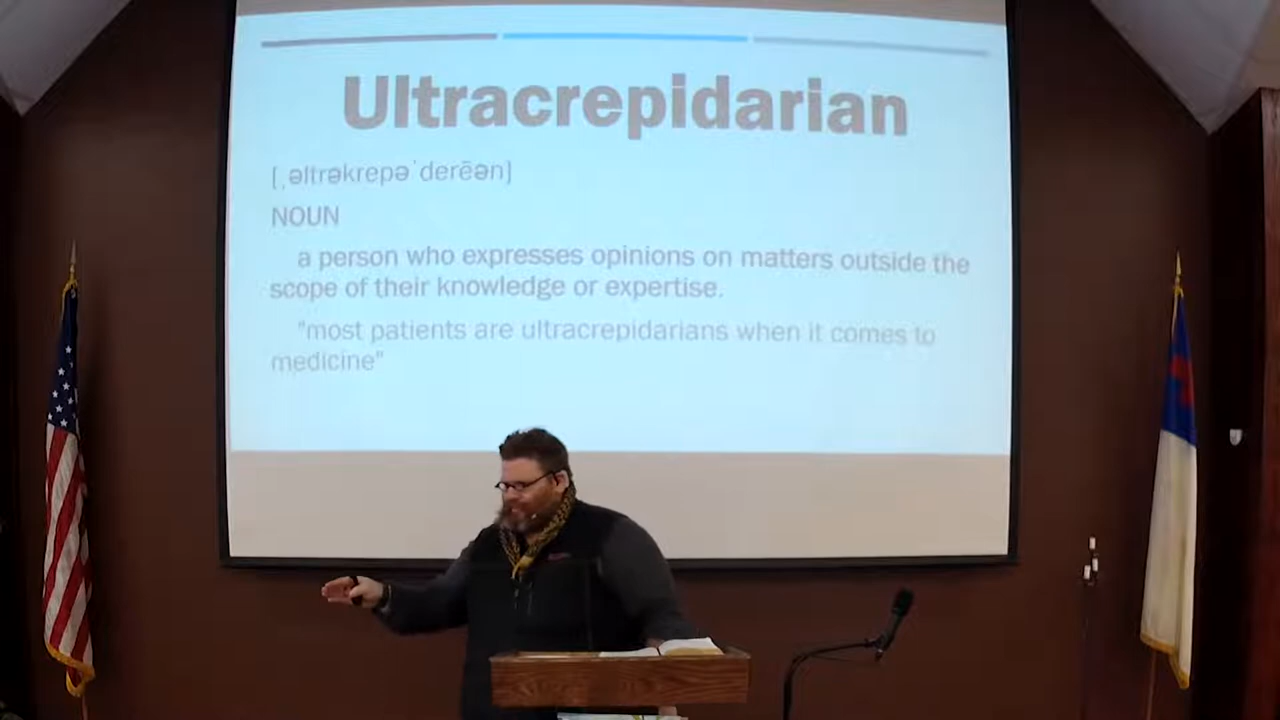 Ultracrepidarian
[ˌəltrəkrepəˈderēən]
NOUN
a person who expresses opinions on matters outside the
scope of their knowledge or expertise.
"most patients are ultracrepidarians when it comes to
medicine"